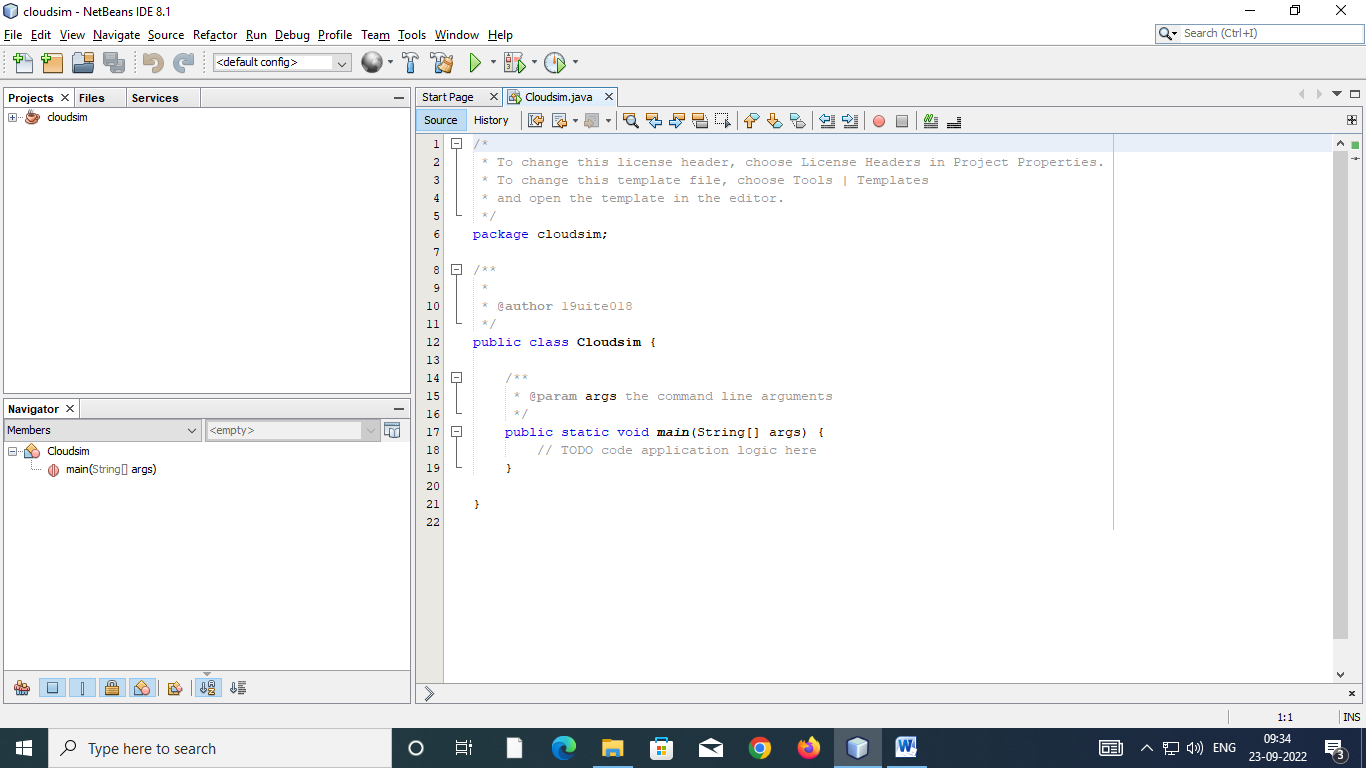 cloudsim - NetBeans IDE 8.1
File Edit View Navigate Source Refactor Run Debug Profile Team Tools Window Help
Search (Ctrl+I)
<default config>
Projects Files Services
cloudsim
Navigator
Members <empty>
Cloudsim
main(String[] args)
Start Page Cloudsim.java
Source History
1 /*
2 * To change this license header, choose License Headers in Project Properties.
3 * To change this template file, choose Tools | Templates
4 * and open the template in the editor.
5 */
6 package cloudsim;
7
8 /**
9 *
10 * @author 19uite018
11 */
12 public class Cloudsim {
13
14 /**
15 * @param args the command line arguments
16 */
17 public static void main(String[] args) {
18 // TODO code application logic here
19 }
20
21 }
22
1:1 INS
Type here to search
ENG
09:34
23-09-2022
3